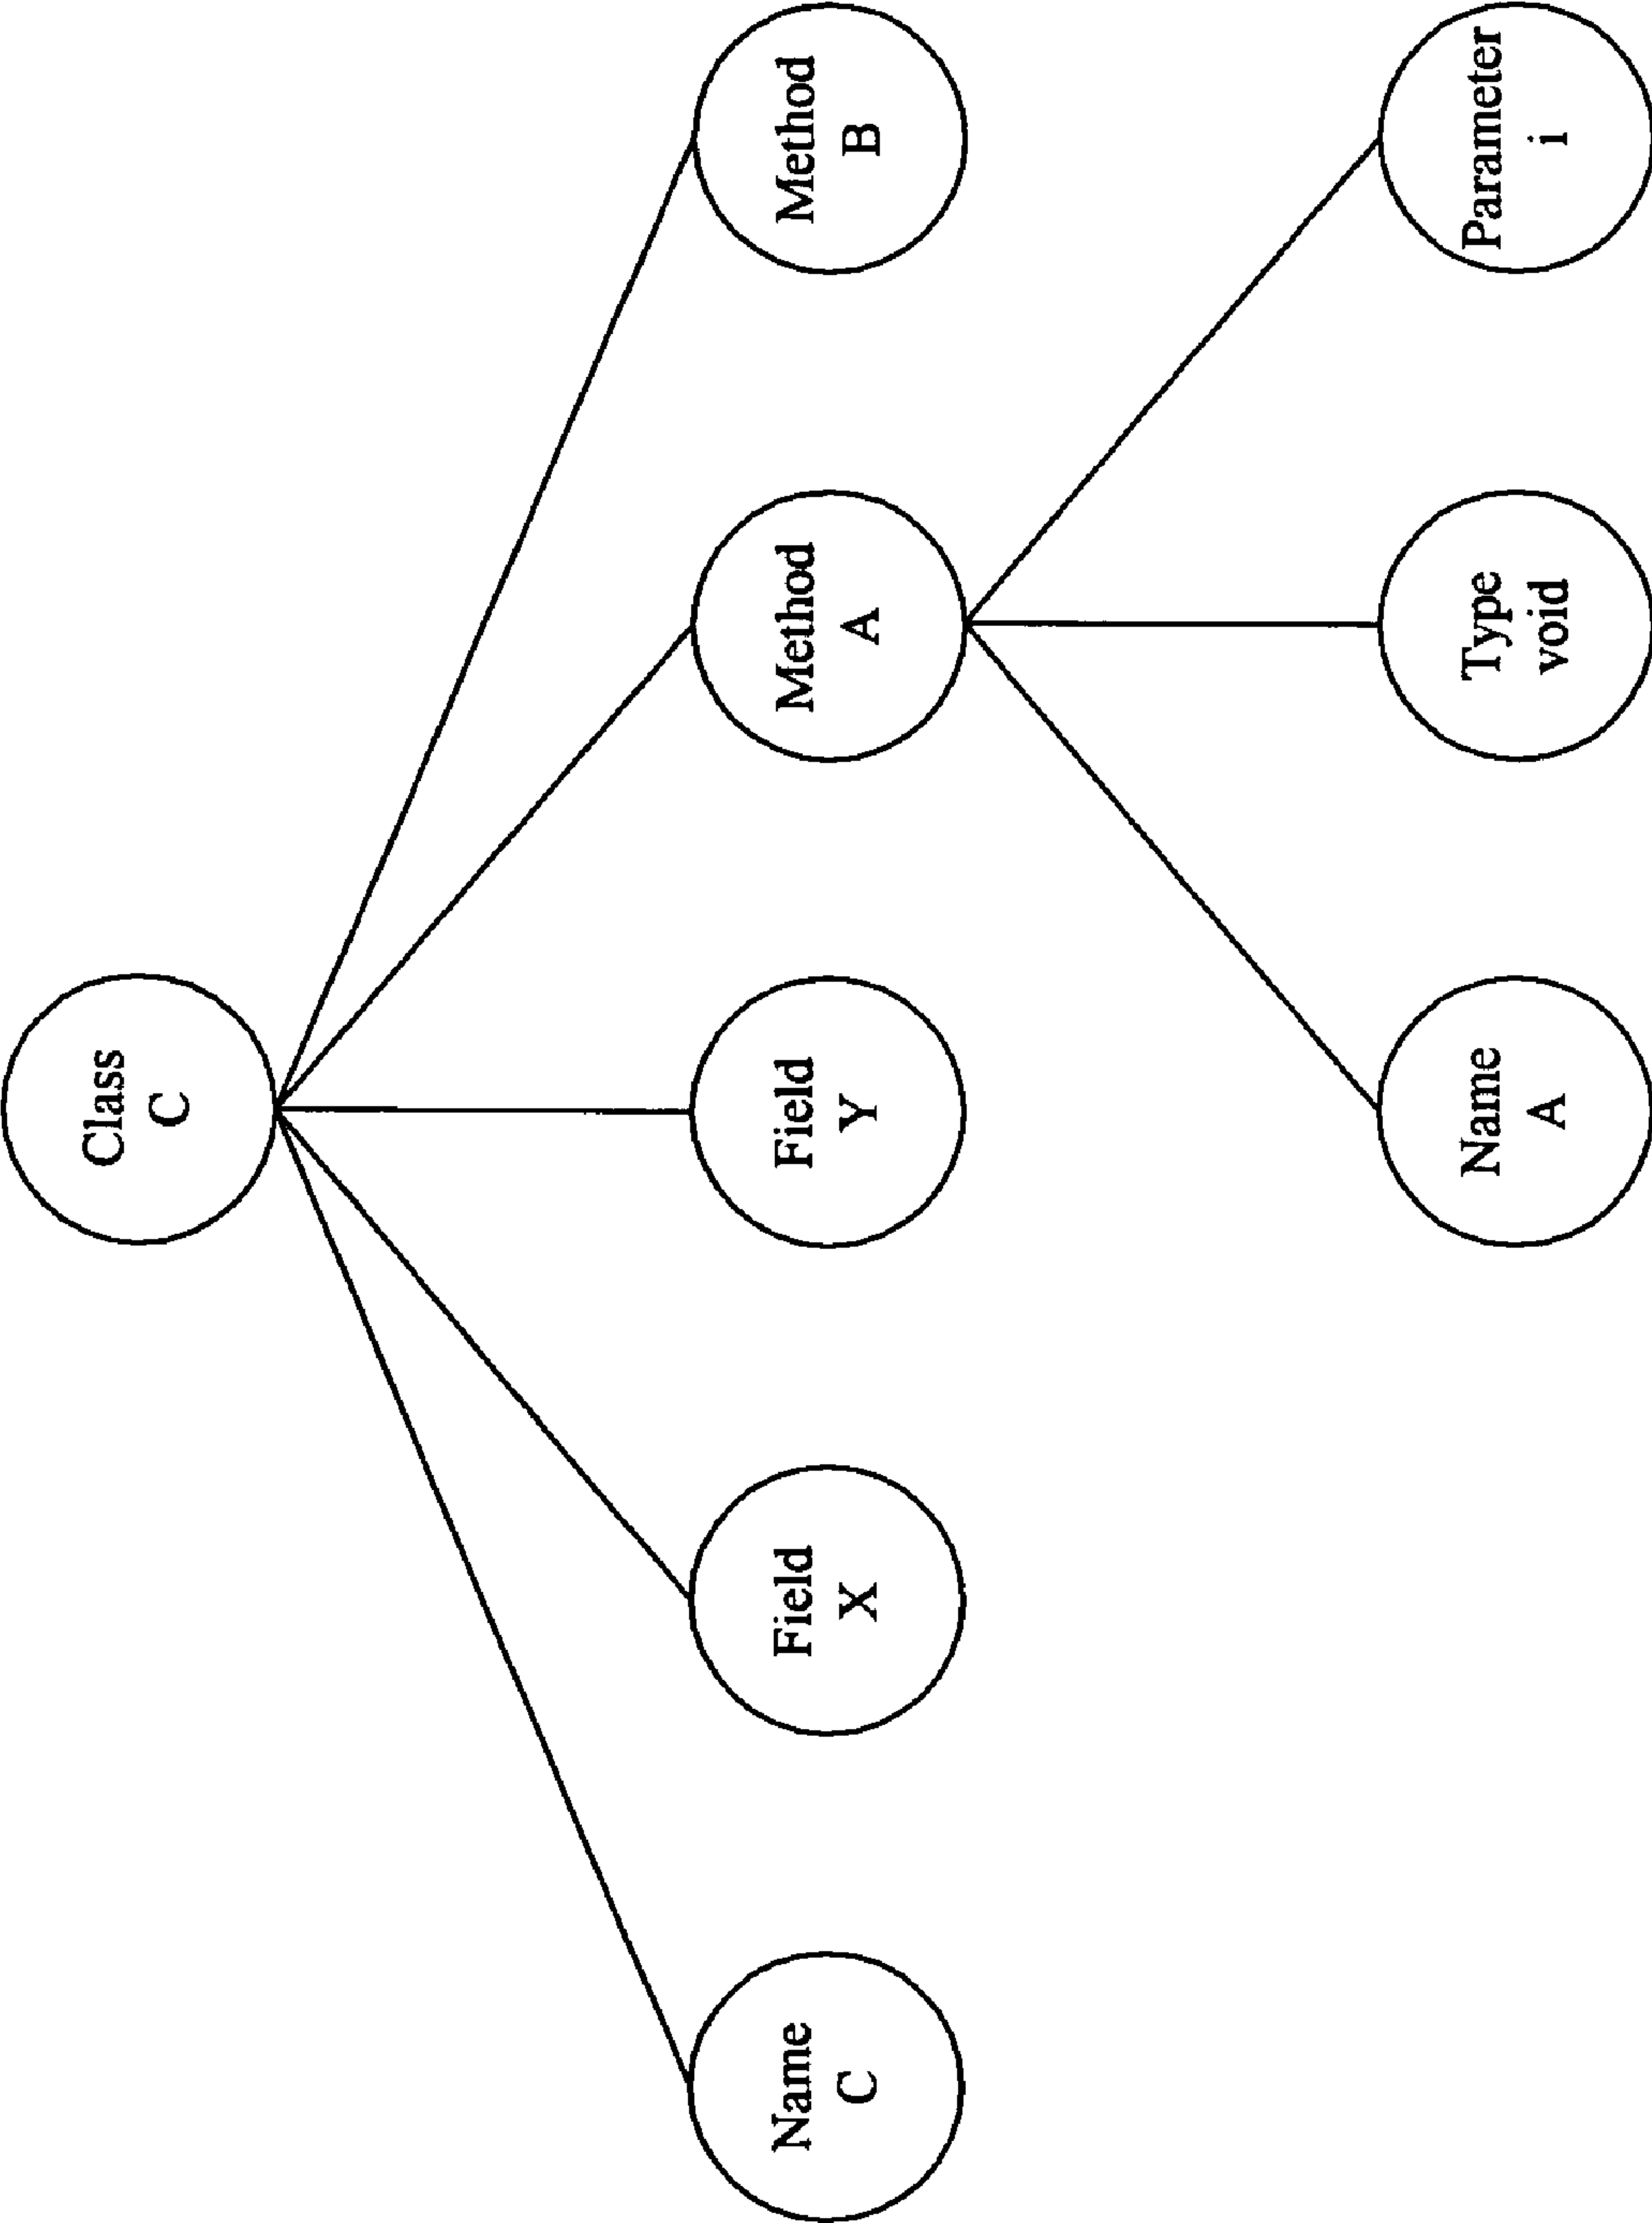 Class
C
Name
C
Field
X
Field
Y
Method
A
Method
B
Name
A
Type
void
Parameter
i